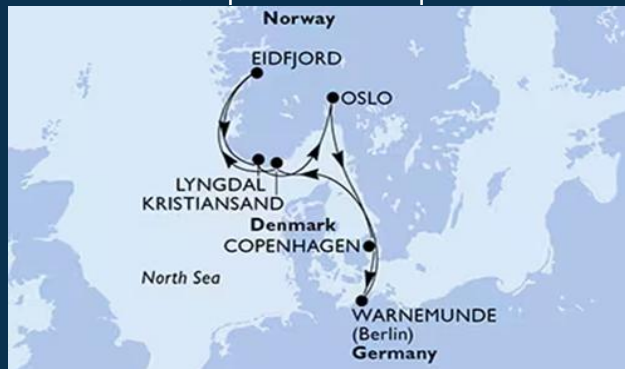 Norway
EIDFJORD
OSLO
LYNGDAL
KRISTIANSAND
Denmark
COPENHAGEN
North Sea
WARNEMUNDE
(Berlin)
Germany